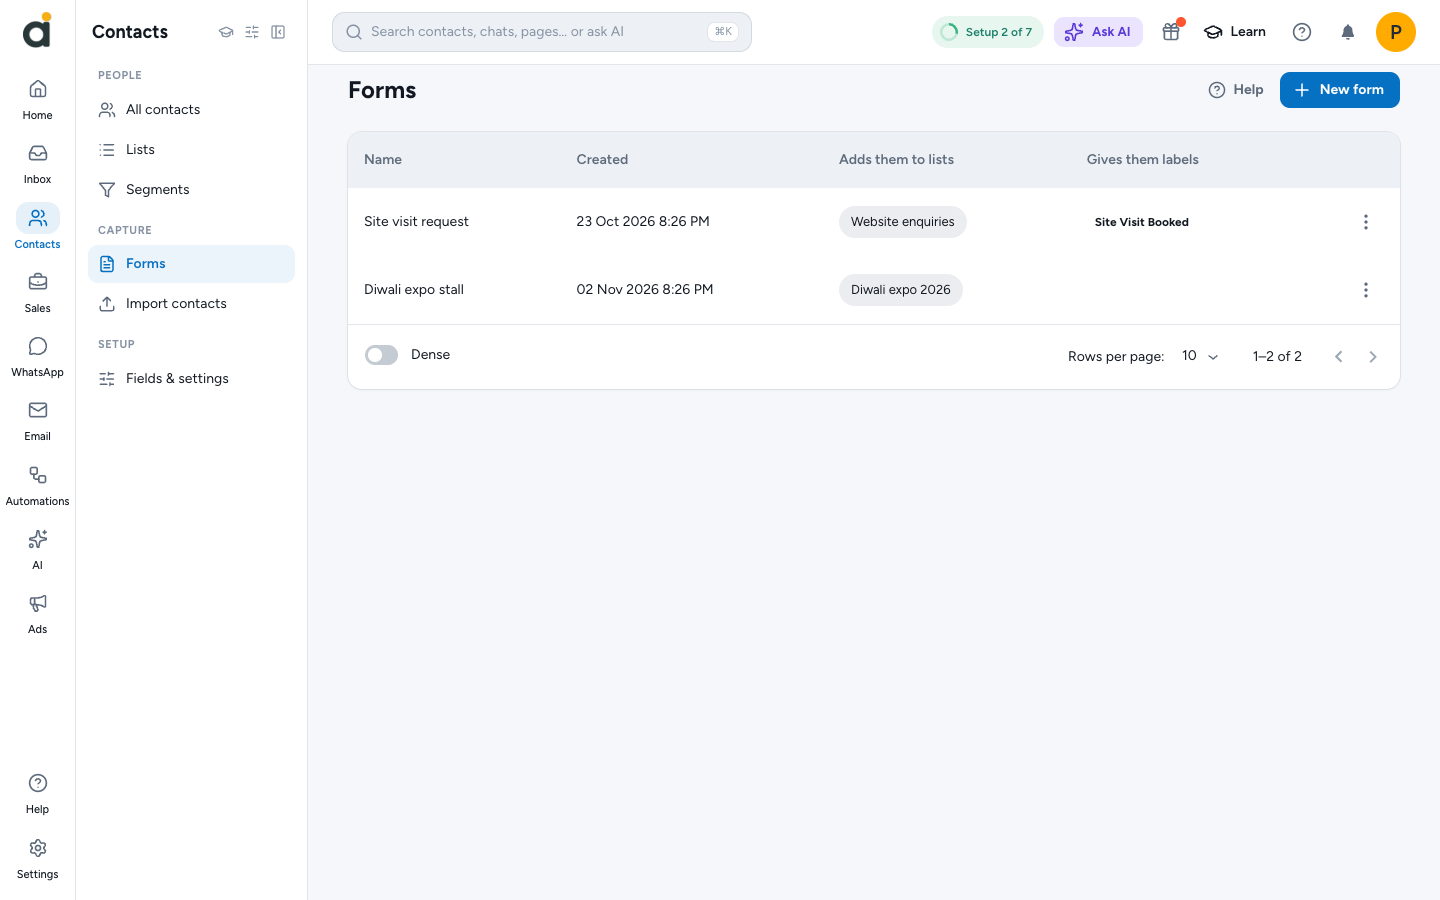 Contacts
Search contacts, chats, pages... or ask AI
⌘K
Setup 2 of 7
Ask AI
Learn
P
Home
Inbox
Contacts
Sales
WhatsApp
Email
Automations
AI
Ads
Help
Settings
PEOPLE
All contacts
Lists
Segments
CAPTURE
Forms
Import contacts
SETUP
Fields & settings
Forms
Help
New form
Name Created Adds them to lists Gives them labels
Site visit request 23 Oct 2026 8:26 PM Website enquiries Site Visit Booked
Diwali expo stall 02 Nov 2026 8:26 PM Diwali expo 2026
Dense
Rows per page: 10 1–2 of 2